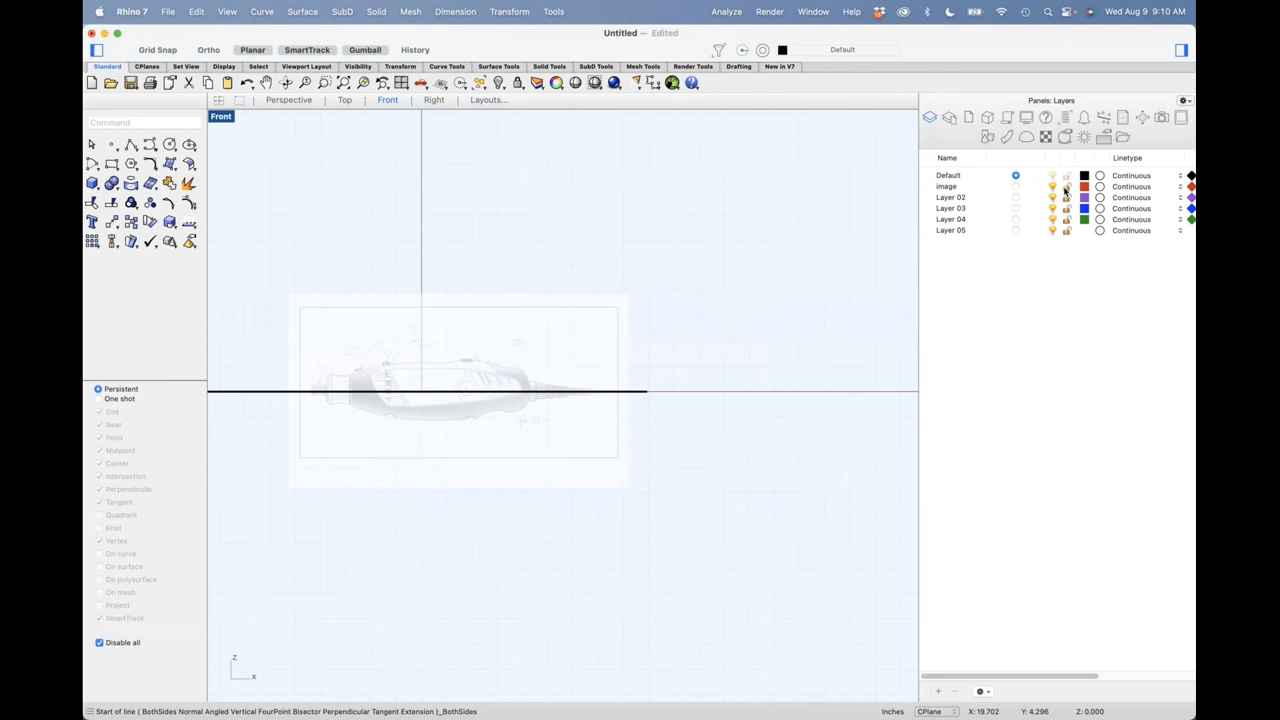 Rhino 7 File Edit View Curve Surface SubD Solid Mesh Dimension Transform Tools Analyze Render Window Help Wed Aug 9 9:10 AM
Untitled — Edited
Grid Snap Ortho Planar SmartTrack Gumball History Default
Standard CPlanes Set View Display Select Viewport Layout Visibility Transform Curve Tools Surface Tools Solid Tools SubD Tools Mesh Tools Render Tools Drafting New in V7
Perspective Top Front Right Layouts... Panels: Layers
Front
Command
Name Linetype
Default Continuous
image Continuous
Layer 02 Continuous
Layer 03 Continuous
Layer 04 Continuous
Layer 05 Continuous
Persistent
One shot
End
Near
Point
Midpoint
Center
Intersection
Perpendicular
Tangent
Quadrant
Knot
Vertex
On curve
On surface
On polysurface
On mesh
Project
SmartTrack
Disable all
z
x
Start of line ( BothSides Normal Angled Vertical FourPoint Bisector Perpendicular Tangent Extension )_BothSides Inches CPlane X: 19.702 Y: 4.296 Z: 0.000